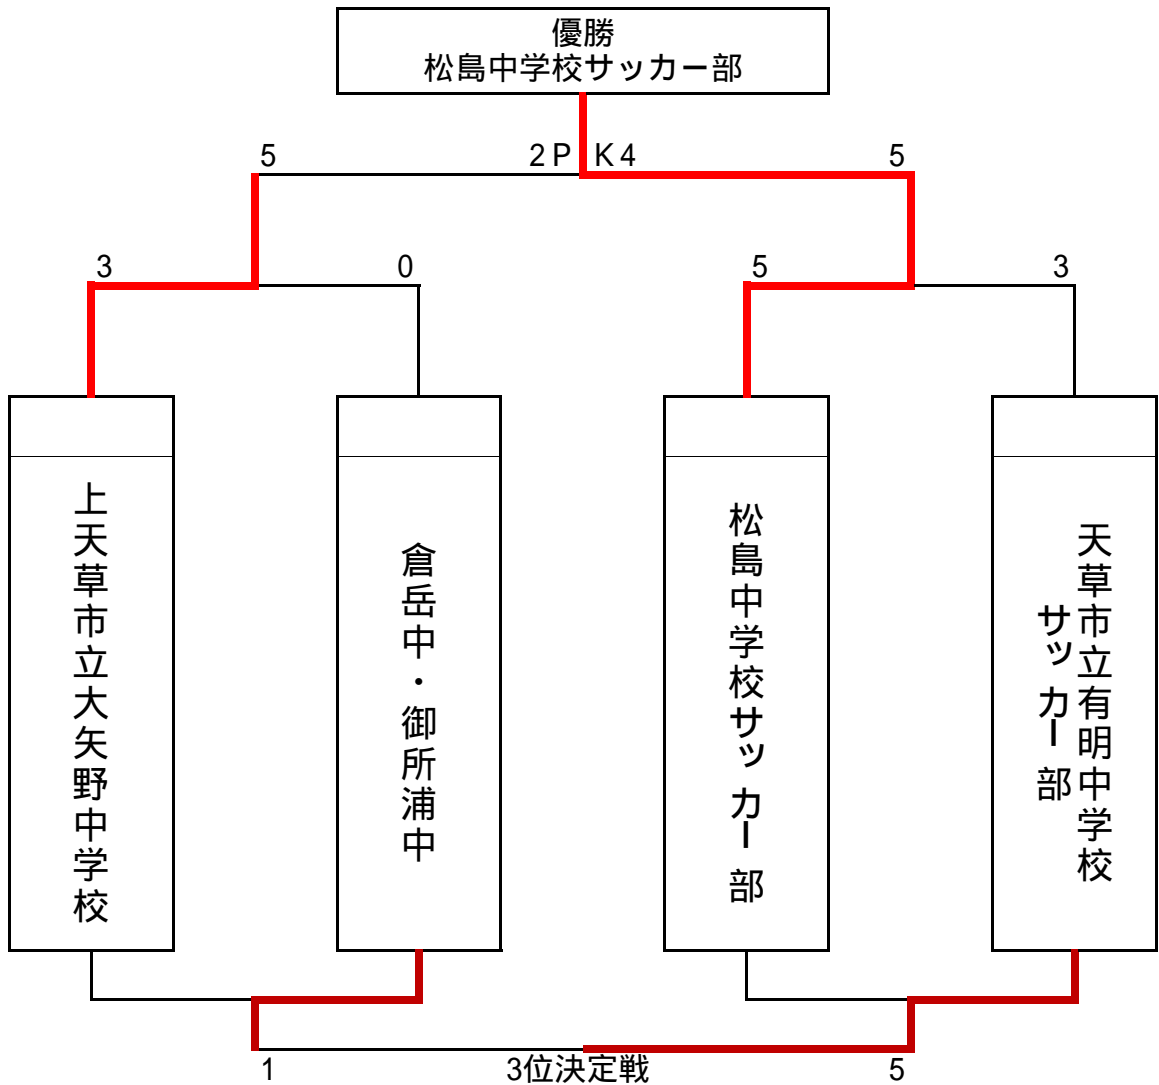 優勝
松島中学校サッカー部
5
2PK4
5
3
0
5
3
上天草市立大矢野中学校
倉岳中・御所浦中
松島中学校サッカー部
天草市立有明中学校
サッカー部
1
3位決定戦
5